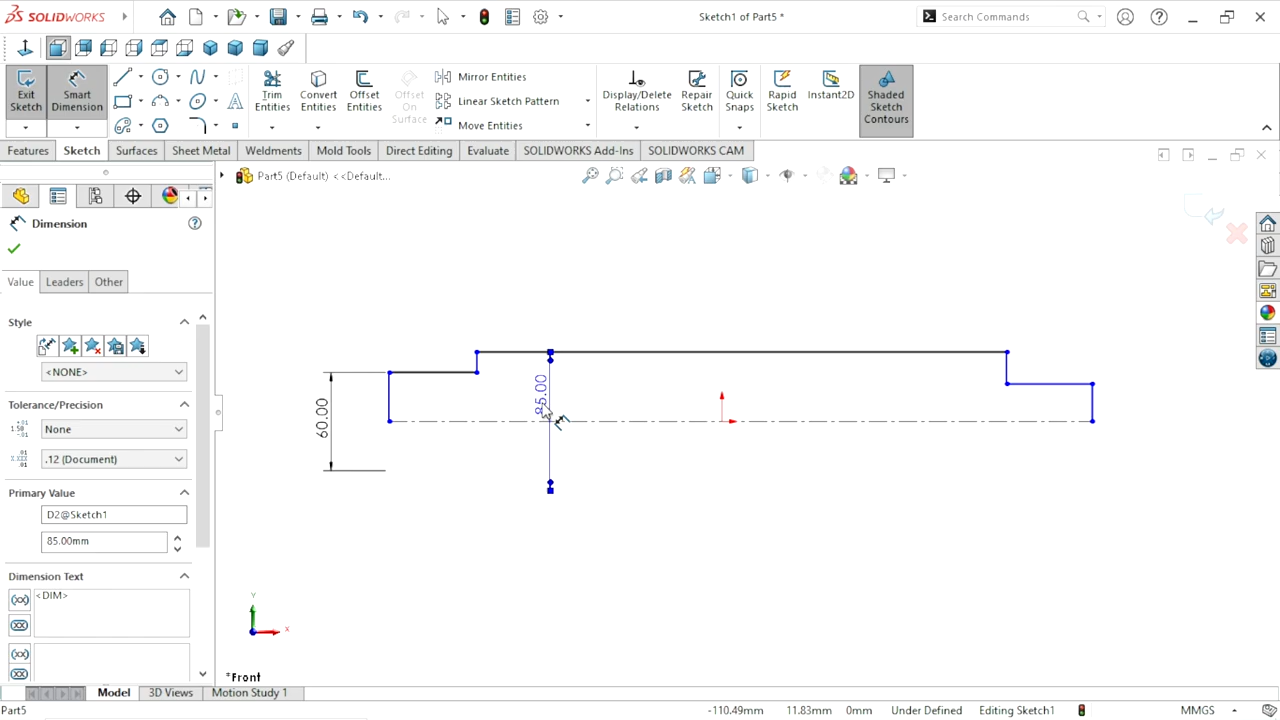 SOLIDWORKS
Sketch1 of Part5 *
Search Commands
Exit Sketch
Smart Dimension
Trim Entities
Convert Entities
Offset Entities
Offset On Surface
Mirror Entities
Linear Sketch Pattern
Move Entities
Display/Delete Relations
Repair Sketch
Quick Snaps
Rapid Sketch
Instant2D
Shaded Sketch Contours
Features Sketch Surfaces Sheet Metal Weldments Mold Tools Direct Editing Evaluate SOLIDWORKS Add-Ins SOLIDWORKS CAM
Part5 (Default) <<Default...
Dimension
Value Leaders Other
Style
<NONE>
Tolerance/Precision
None
.12 (Document)
Primary Value
D2@Sketch1
85.00mm
Dimension Text
<DIM>
60.00
85.00
Y
X
*Front
Model 3D Views Motion Study 1
Part5
-110.49mm 11.83mm 0mm Under Defined Editing Sketch1 MMGS